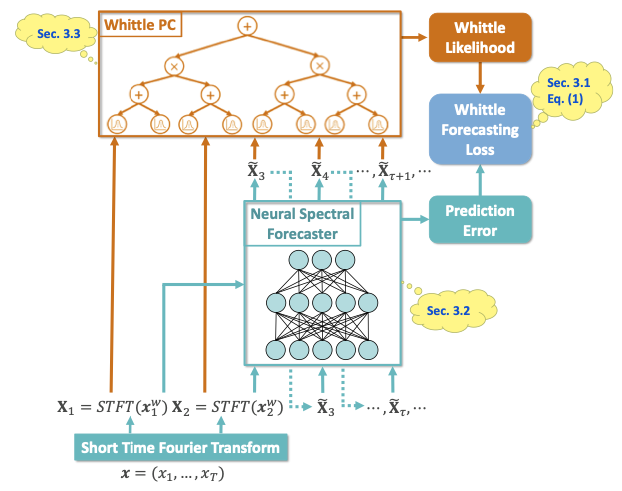 Sec. 3.3
Whittle PC
+
×
×
+
+
+
+
Whittle
Likelihood
Sec. 3.1
Eq. (1)
Whittle
Forecasting
Loss
X̃₃
X̃₄
⋯, X̃τ₊₁, ⋯
Neural Spectral
Forecaster
Prediction
Error
Sec. 3.2
X₁ = STFT(x₁ʷ) X₂ = STFT(x₂ʷ)
X̃₃
⋯, X̃τ, ⋯
Short Time Fourier Transform
x = (x₁, …, x_T)